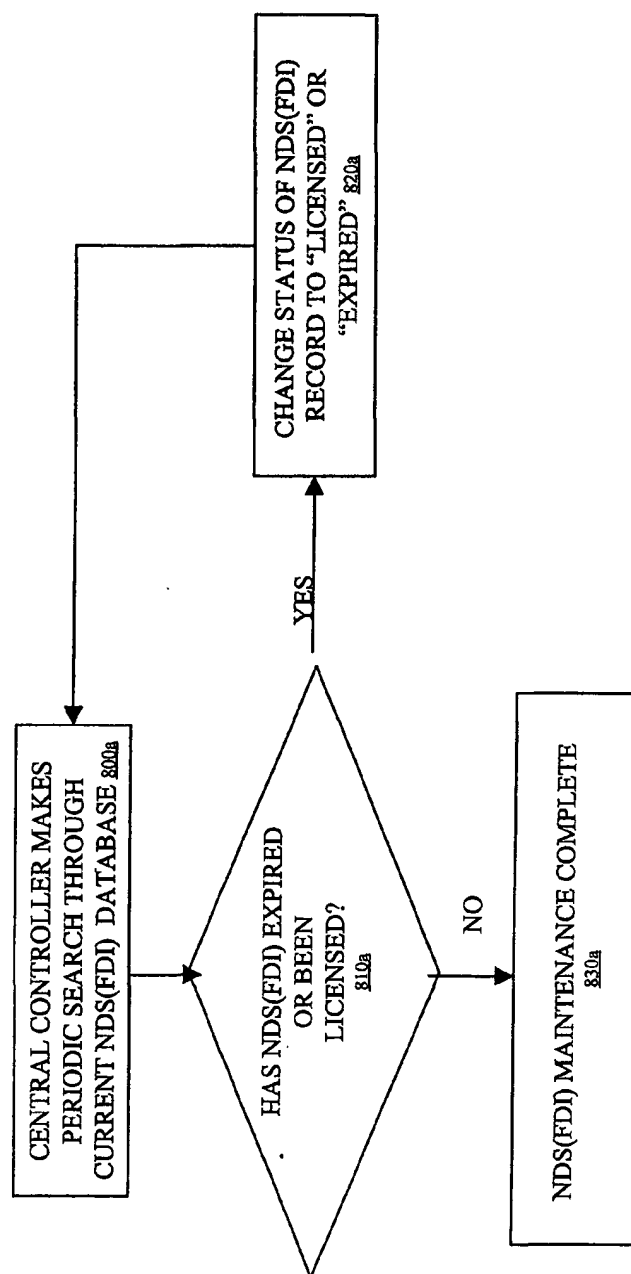 CENTRAL CONTROLLER MAKES
PERIODIC SEARCH THROUGH
CURRENT NDS(FDI) DATABASE 800a
HAS NDS(FDI) EXPIRED
OR BEEN
LICENSED?
810a
YES
CHANGE STATUS OF NDS(FDI)
RECORD TO “LICENSED” OR
“EXPIRED” 820a
NO
NDS(FDI) MAINTENANCE COMPLETE
830a